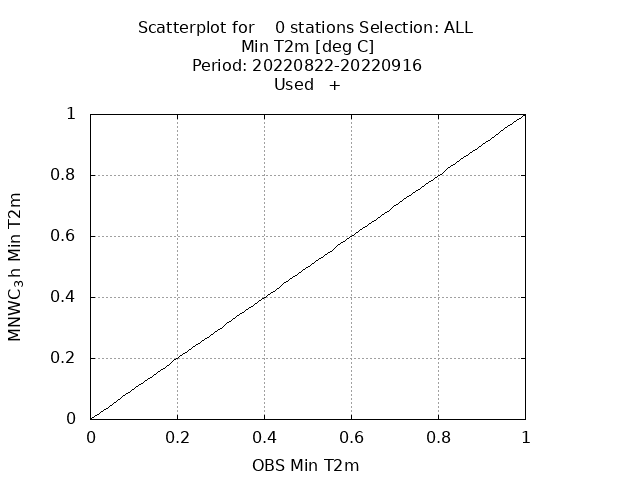 Scatterplot for    0 stations Selection: ALL
Min T2m [deg C]
Period: 20220822-20220916
Used   +
1
0.8
0.6
0.4
0.2
0
MNWC3h Min T2m
0 0.2 0.4 0.6 0.8 1
OBS Min T2m